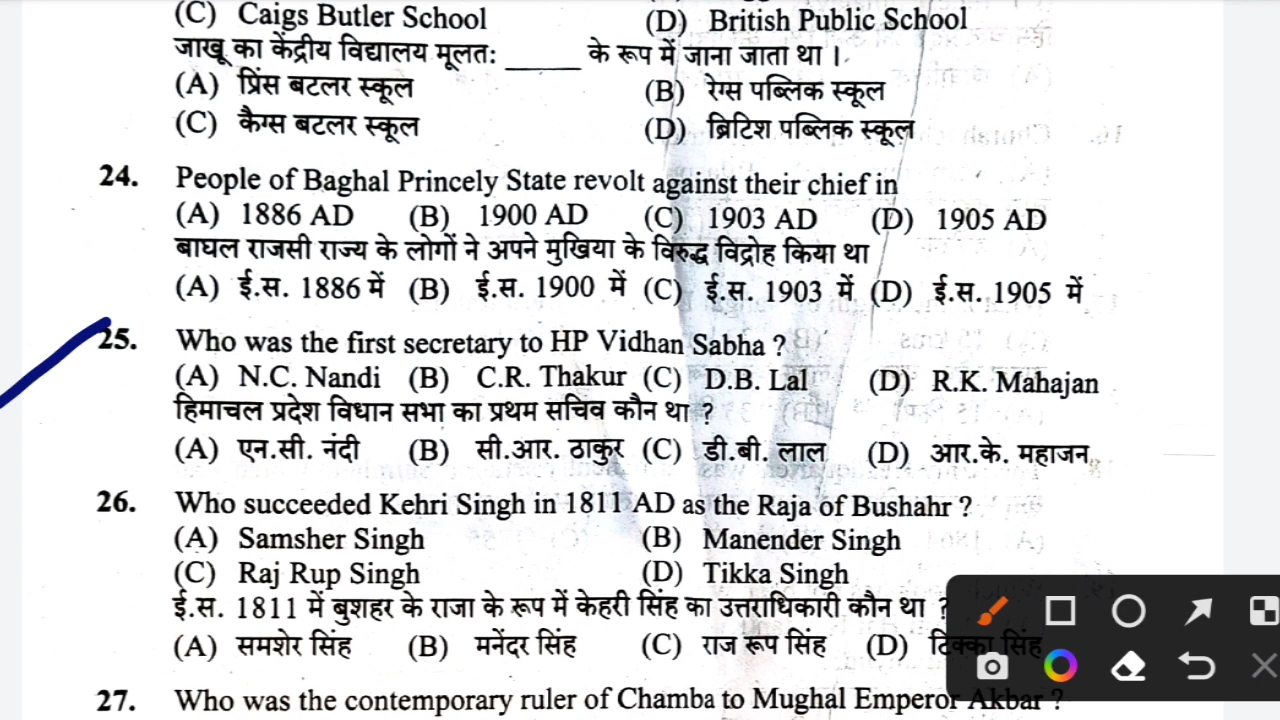 (C) Caigs Butler School (D) British Public School
जाखू का केंद्रीय विद्यालय मूलतः ______ के रूप में जाना जाता था ।
(A) प्रिंस बटलर स्कूल (B) रेग्स पब्लिक स्कूल
(C) कैग्स बटलर स्कूल (D) ब्रिटिश पब्लिक स्कूल
24. People of Baghal Princely State revolt against their chief in
(A) 1886 AD (B) 1900 AD (C) 1903 AD (D) 1905 AD
बाघल राजसी राज्य के लोगों ने अपने मुखिया के विरुद्ध विद्रोह किया था
(A) ई.स. 1886 में (B) ई.स. 1900 में (C) ई.स. 1903 में (D) ई.स. 1905 में
25. Who was the first secretary to HP Vidhan Sabha ?
(A) N.C. Nandi (B) C.R. Thakur (C) D.B. Lal (D) R.K. Mahajan
हिमाचल प्रदेश विधान सभा का प्रथम सचिव कौन था ?
(A) एन.सी. नंदी (B) सी.आर. ठाकुर (C) डी.बी. लाल (D) आर.के. महाजन
26. Who succeeded Kehri Singh in 1811 AD as the Raja of Bushahr ?
(A) Samsher Singh (B) Manender Singh
(C) Raj Rup Singh (D) Tikka Singh
ई.स. 1811 में बुशहर के राजा के रूप में केहरी सिंह का उत्तराधिकारी कौन था ?
(A) समशेर सिंह (B) मनेंदर सिंह (C) राज रूप सिंह (D) टिक्का सिंह
27. Who was the contemporary ruler of Chamba to Mughal Emperor Akbar ?